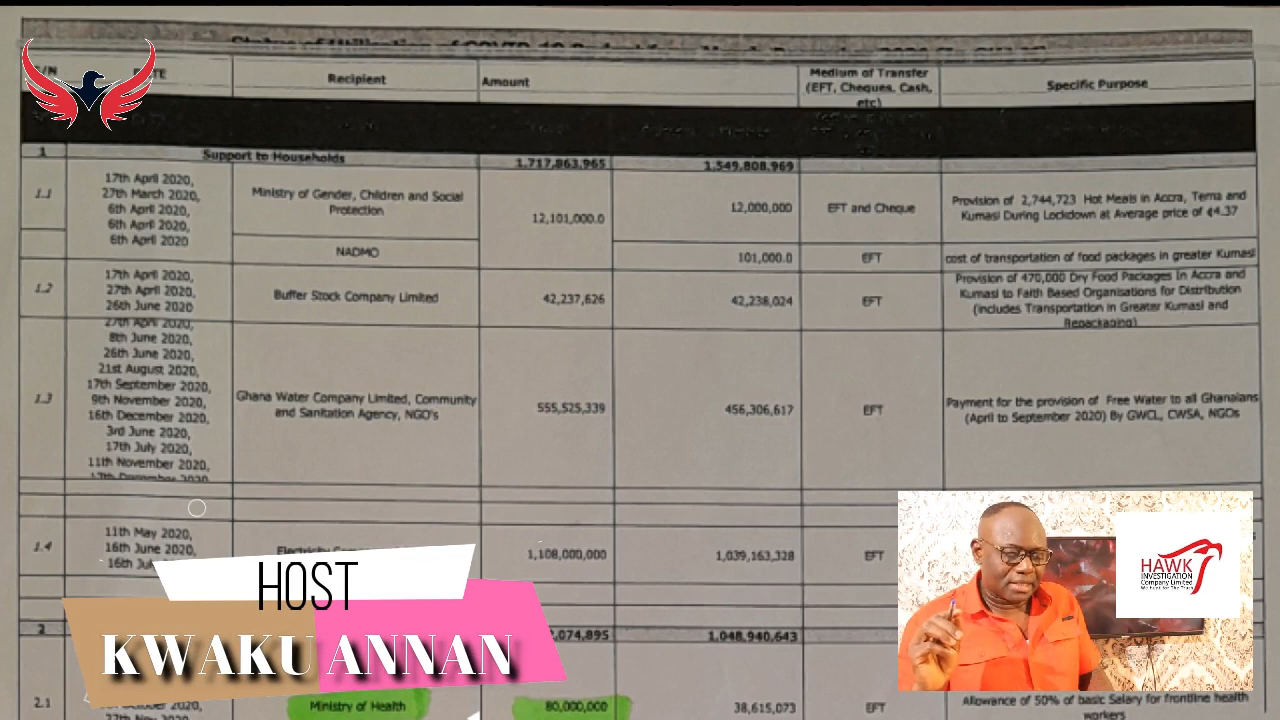 S/N DATE Recipient Amount Medium of Transfer (EFT, Cheques, Cash, etc) Specific Purpose
1 Support to Households 1,717,863,965 1,549,808,969
1.1
17th April 2020,
27th March 2020,
6th April 2020,
6th April 2020,
6th April 2020
Ministry of Gender, Children and Social
Protection
12,101,000.0
12,000,000
EFT and Cheque
Provision of 2,744,723 Hot Meals in Accra, Tema and
Kumasi During Lockdown at Average price of ¢4.37
NADMO
101,000.0
EFT
cost of transportation of food packages in greater Kumasi
1.2
17th April 2020,
27th April 2020,
26th June 2020
Buffer Stock Company Limited
42,237,626
42,238,024
EFT
Provision of 470,000 Dry Food Packages In Accra and
Kumasi to Faith Based Organisations for Distribution
(includes Transportation in Greater Kumasi and
Repackaging)
1.3
27th April 2020,
8th June 2020,
26th June 2020,
21st August 2020,
17th September 2020,
9th November 2020,
16th December 2020,
3rd June 2020,
17th July 2020,
11th November 2020,
17th December 2020
Ghana Water Company Limited, Community
and Sanitation Agency, NGO's
555,525,339
456,306,617
EFT
Payment for the provision of Free Water to all Ghanaians
(April to September 2020) By GWCL, CWSA, NGOs
1.4
11th May 2020,
16th June 2020,
16th
1,108,000,000
1,039,163,328
EFT
2
1,048,940,643
2.1
2020,
27th Nov 2020
Ministry of Health
80,000,000
38,615,073
EFT
Allowance of 50% of basic Salary for frontline health
workers
HOST
KWAKU ANNAN
HAWK
INVESTIGATION
Company Limited